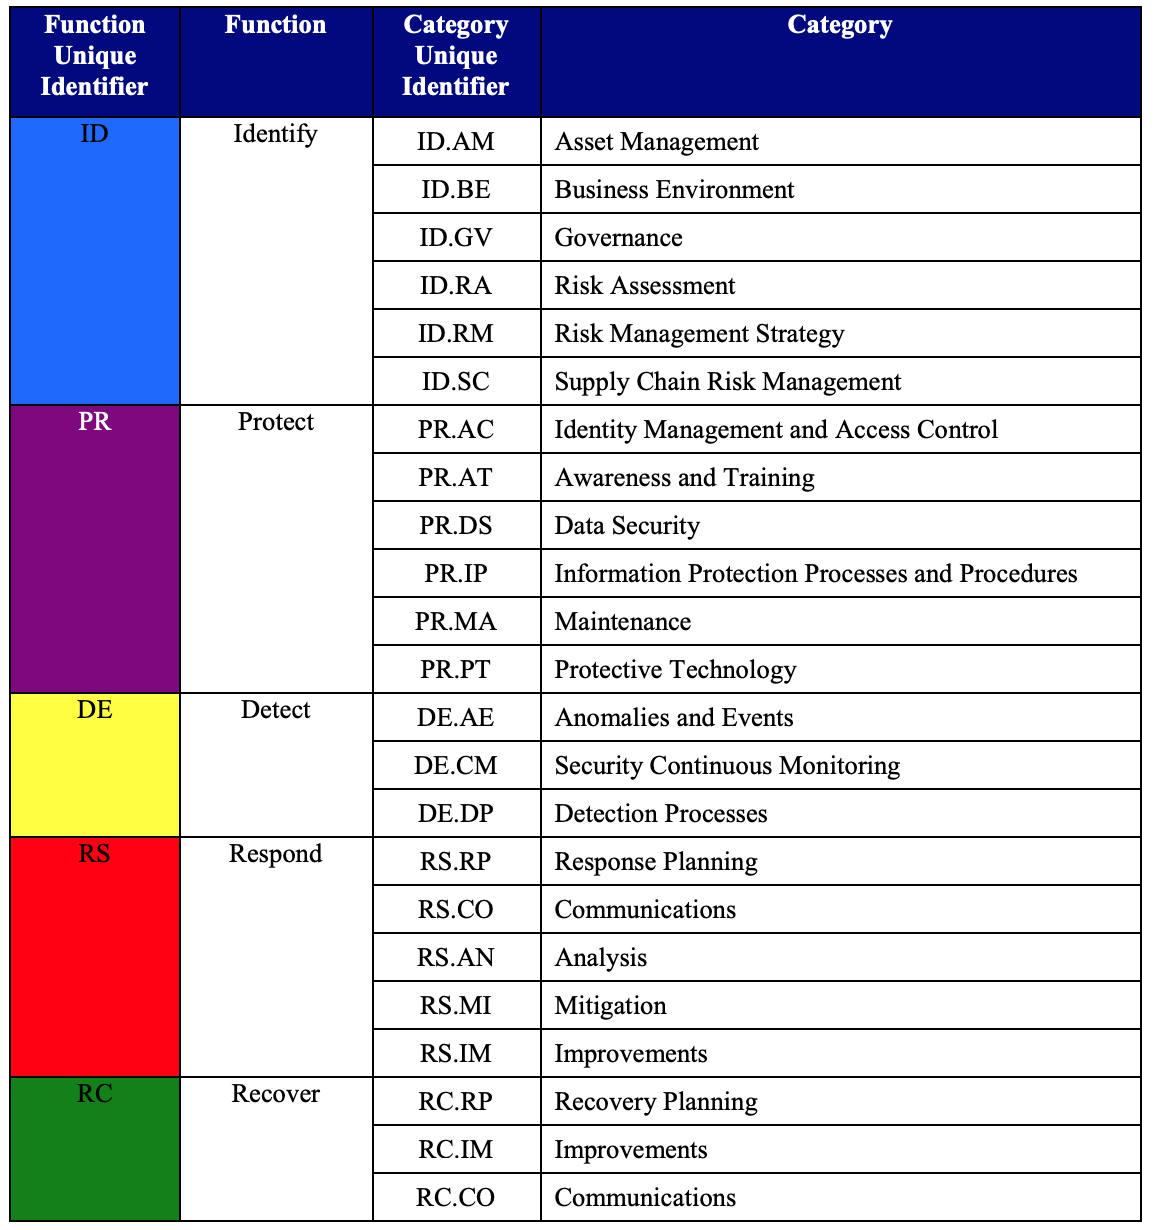 Function Unique Identifier Function Category Unique Identifier Category
ID Identify ID.AM Asset Management
ID.BE Business Environment
ID.GV Governance
ID.RA Risk Assessment
ID.RM Risk Management Strategy
ID.SC Supply Chain Risk Management
PR Protect PR.AC Identity Management and Access Control
PR.AT Awareness and Training
PR.DS Data Security
PR.IP Information Protection Processes and Procedures
PR.MA Maintenance
PR.PT Protective Technology
DE Detect DE.AE Anomalies and Events
DE.CM Security Continuous Monitoring
DE.DP Detection Processes
RS Respond RS.RP Response Planning
RS.CO Communications
RS.AN Analysis
RS.MI Mitigation
RS.IM Improvements
RC Recover RC.RP Recovery Planning
RC.IM Improvements
RC.CO Communications